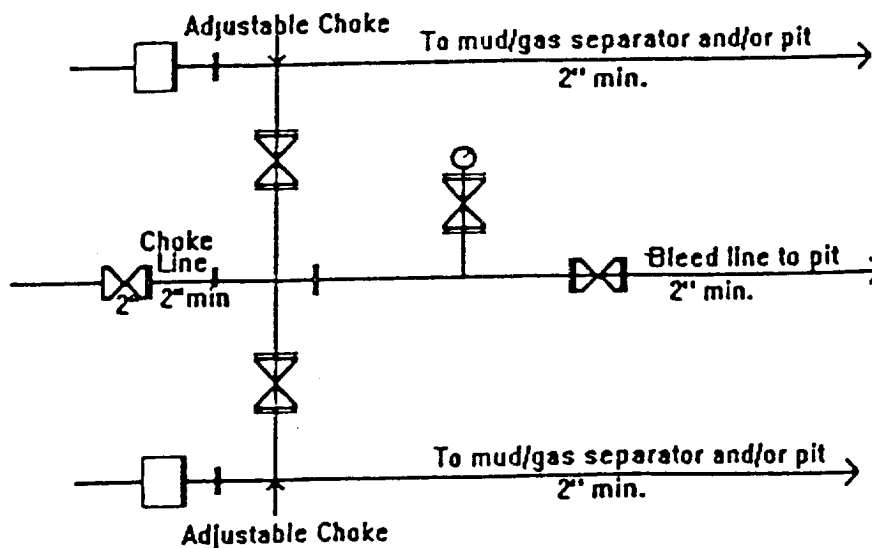 Adjustable Choke
To mud/gas separator and/or pit
2" min.
Choke
Line
2"
2" min
Bleed line to pit
2" min.
To mud/gas separator and/or pit
2" min.
Adjustable Choke